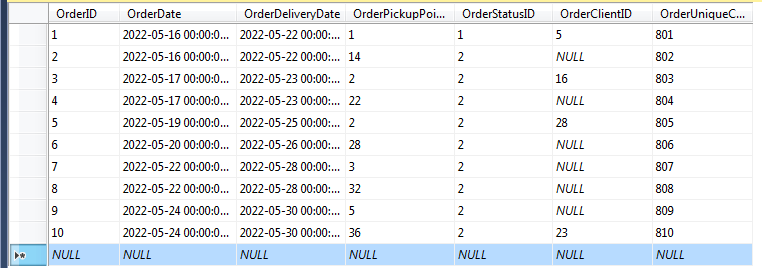 OrderID OrderDate OrderDeliveryDate OrderPickupPoi... OrderStatusID OrderClientID OrderUniqueC...
1 2022-05-16 00:00:0... 2022-05-22 00:00:... 1 1 5 801
2 2022-05-16 00:00:0... 2022-05-22 00:00:... 14 2 NULL 802
3 2022-05-17 00:00:0... 2022-05-23 00:00:... 2 2 16 803
4 2022-05-17 00:00:0... 2022-05-23 00:00:... 22 2 NULL 804
5 2022-05-19 00:00:0... 2022-05-25 00:00:... 2 2 28 805
6 2022-05-20 00:00:0... 2022-05-26 00:00:... 28 2 NULL 806
7 2022-05-22 00:00:0... 2022-05-28 00:00:... 3 2 NULL 807
8 2022-05-22 00:00:0... 2022-05-28 00:00:... 32 2 NULL 808
9 2022-05-24 00:00:0... 2022-05-30 00:00:... 5 2 NULL 809
10 2022-05-24 00:00:0... 2022-05-30 00:00:... 36 2 23 810
NULL NULL NULL NULL NULL NULL NULL